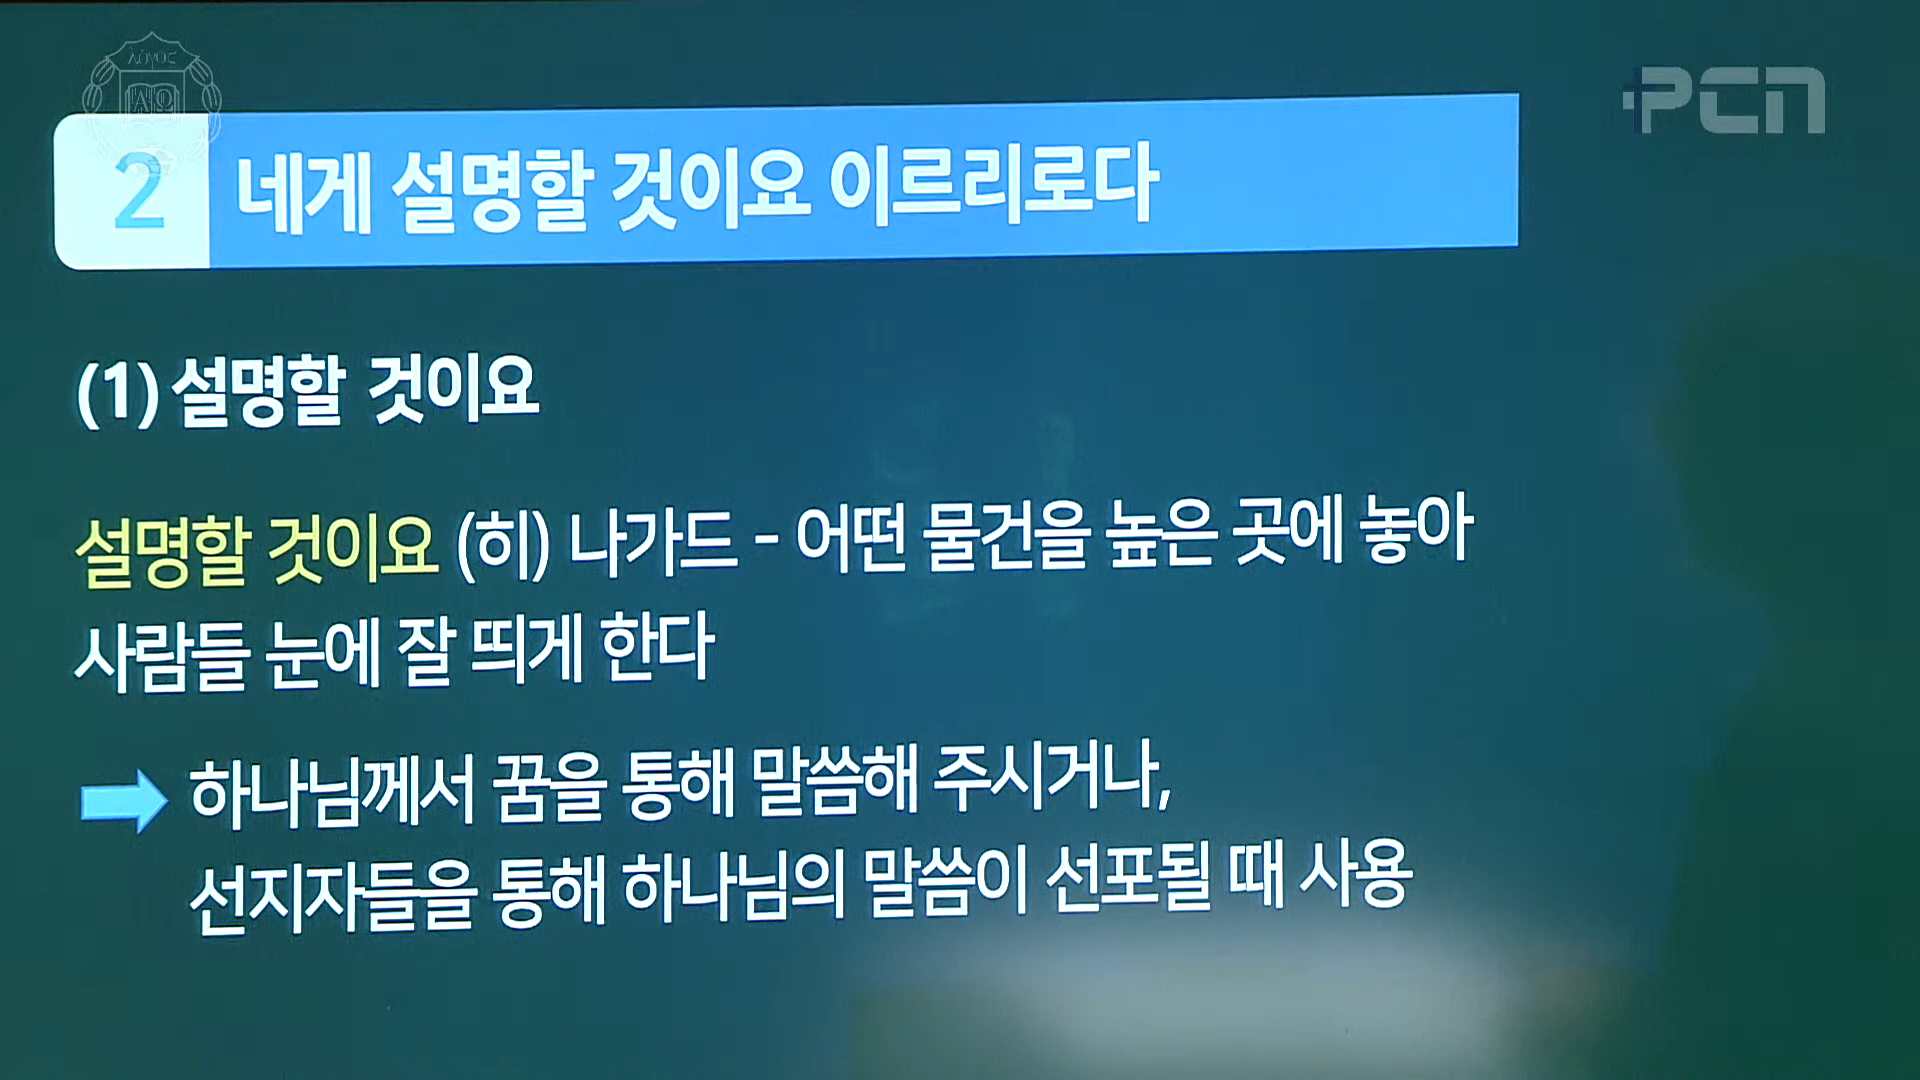 λόγος
PCN
Α Ω
2 네게 설명할 것이요 이르리로다
(1) 설명할 것이요
설명할 것이요 (히) 나가드 - 어떤 물건을 높은 곳에 놓아
사람들 눈에 잘 띄게 한다
하나님께서 꿈을 통해 말씀해 주시거나,
선지자들을 통해 하나님의 말씀이 선포될 때 사용